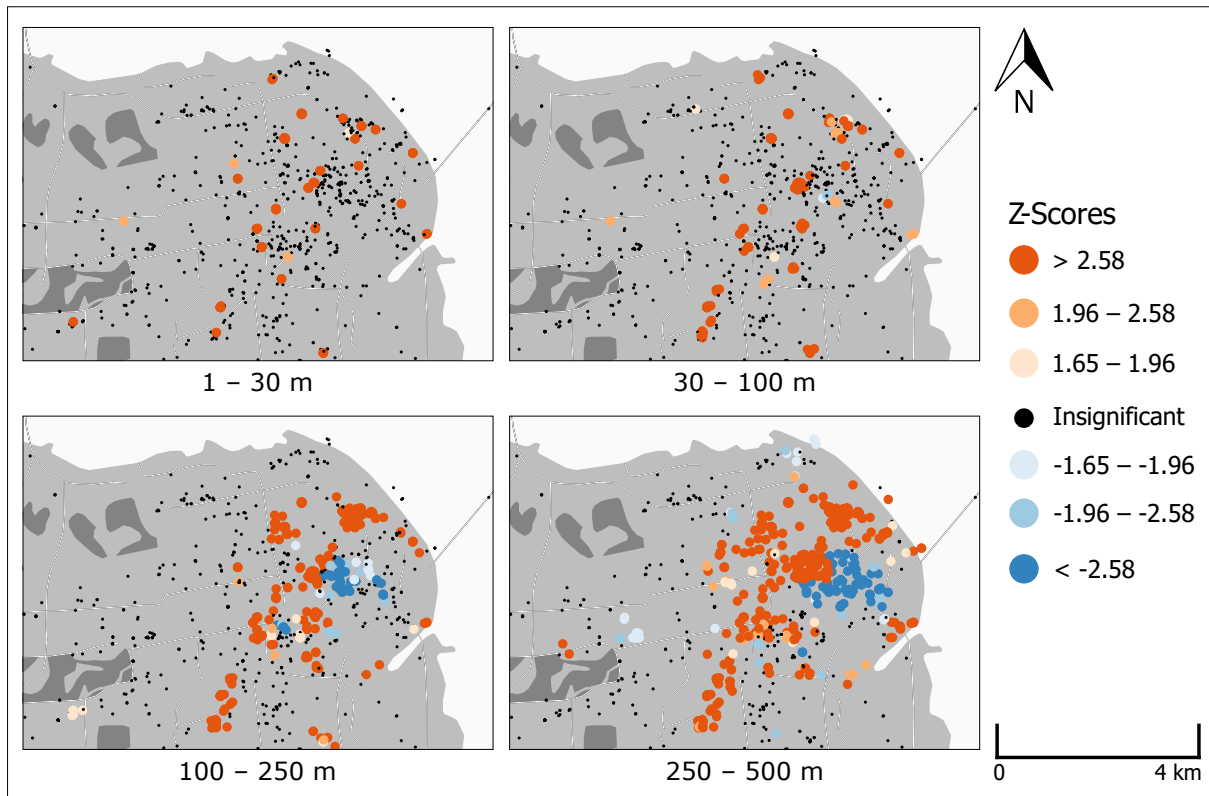 1 – 30 m
30 – 100 m
100 – 250 m
250 – 500 m
N
Z-Scores
> 2.58
1.96 – 2.58
1.65 – 1.96
Insignificant
-1.65 – -1.96
-1.96 – -2.58
< -2.58
0 4 km